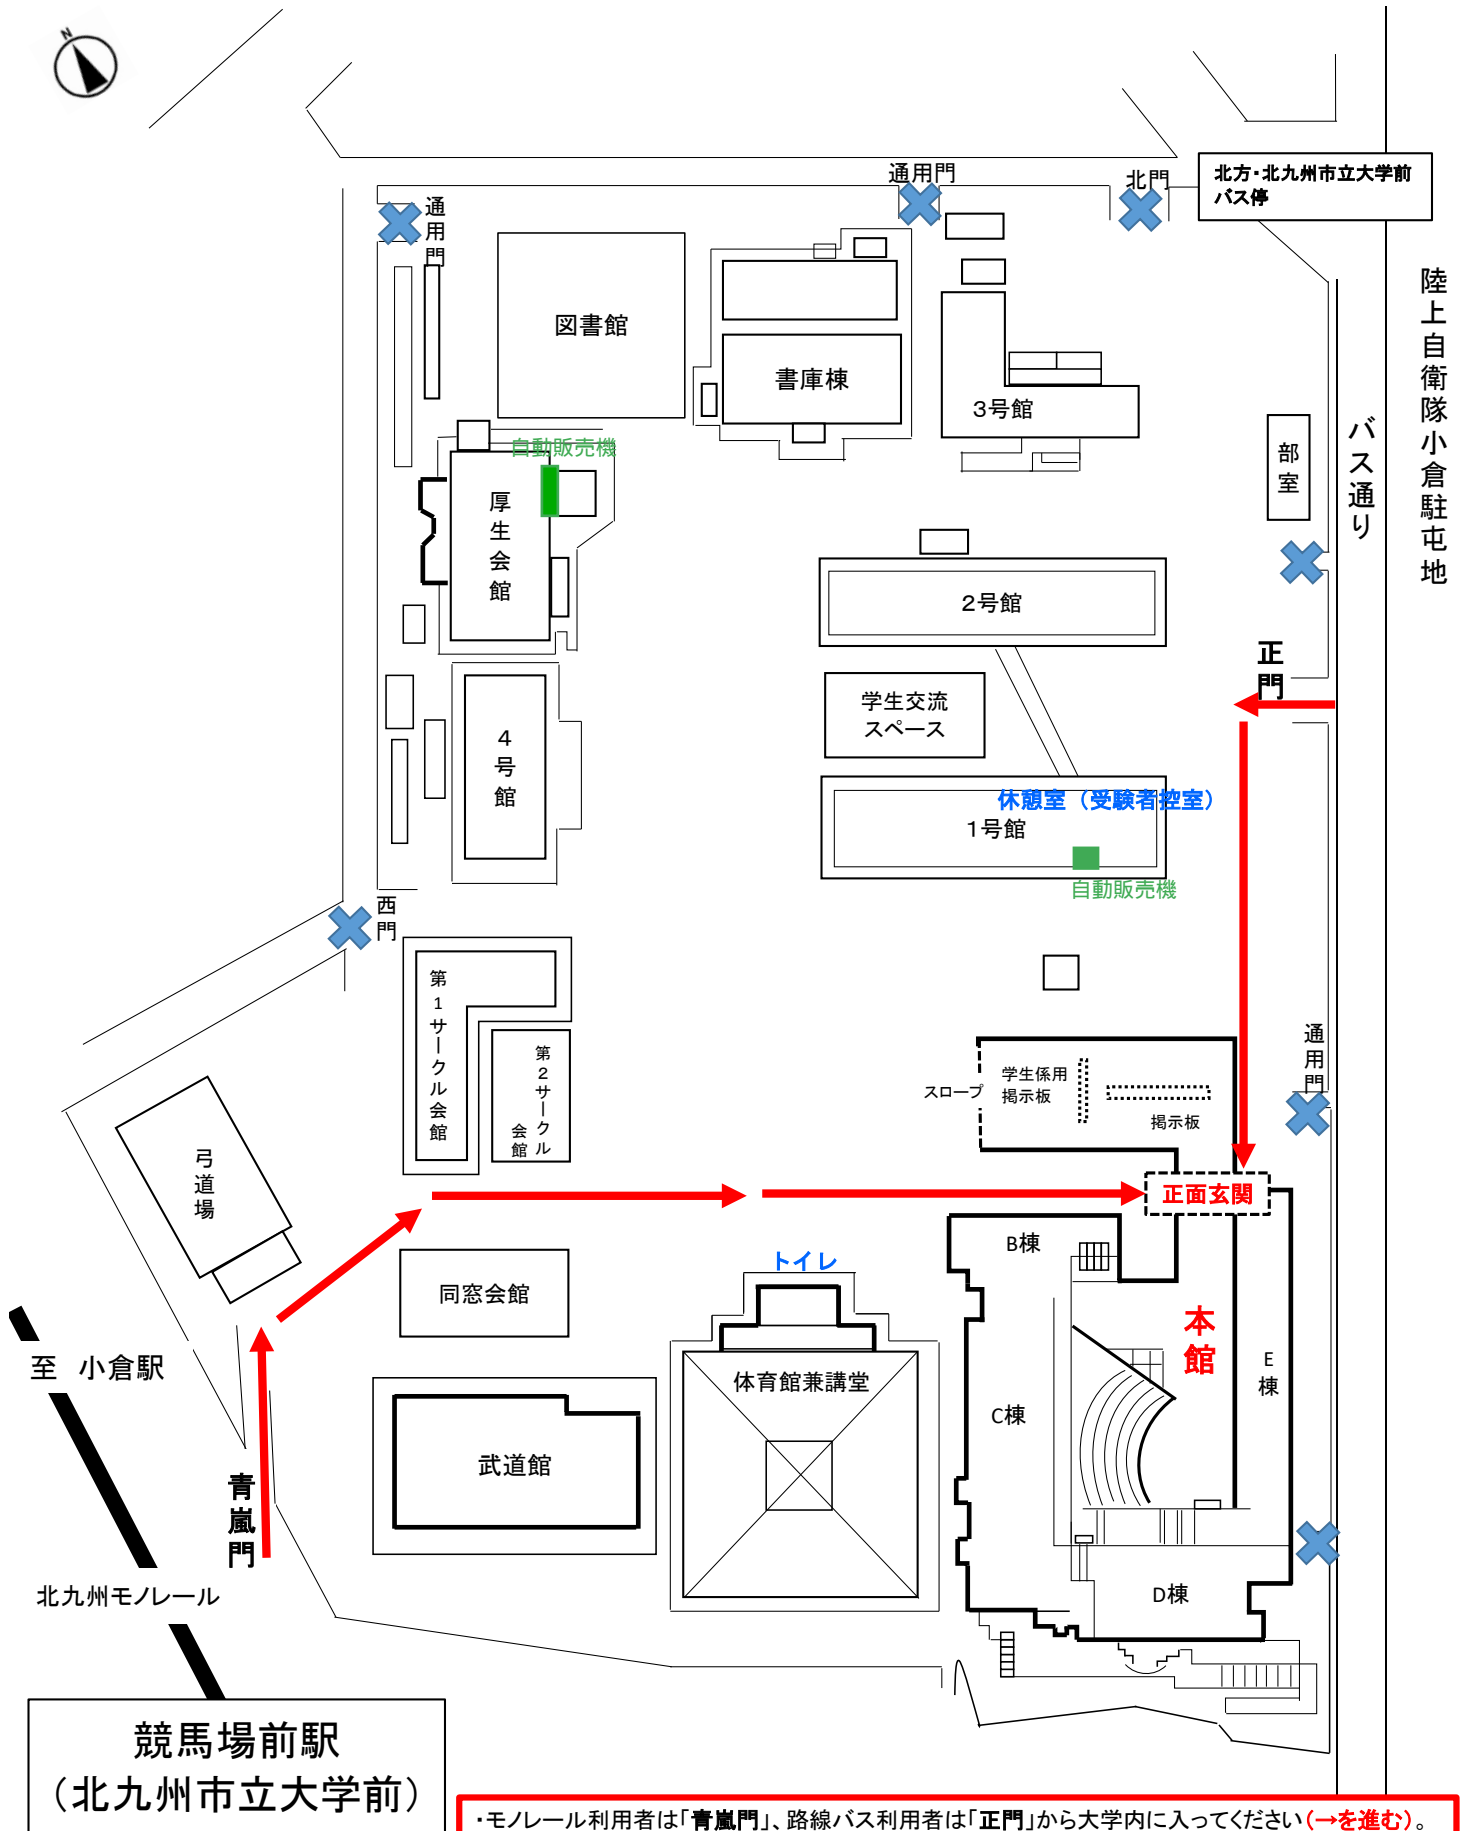 N
通用門
北門
北方・北九州市立大学前
バス停
通用門
図書館
書庫棟
3号館
陸上自衛隊小倉駐屯地
バス通り
部室
自動販売機
厚生会館
2号館
正門
学生交流
スペース
4号館
休憩室（受験者控室）
1号館
自動販売機
西門
第1サークル会館
第2サークル
会館
通用門
スロープ
学生係用
掲示板
掲示板
弓道場
正面玄関
B棟
トイレ
同窓会館
本館
至 小倉駅
体育館兼講堂
E棟
C棟
武道館
青嵐門
北九州モノレール
D棟
競馬場前駅
（北九州市立大学前）
・モノレール利用者は「青嵐門」、路線バス利用者は「正門」から大学内に入ってください（→を進む）。